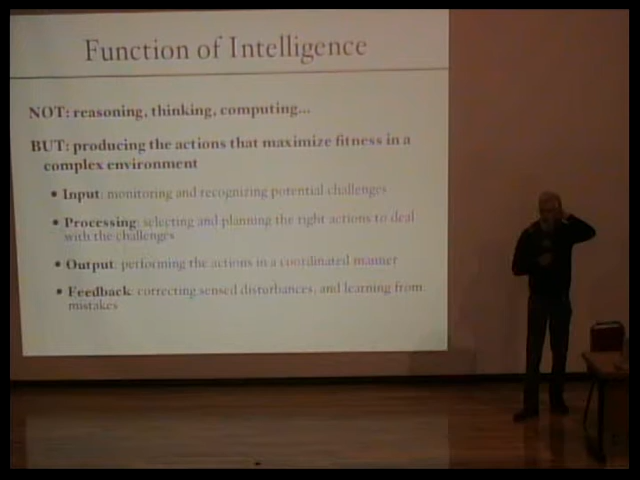 Function of Intelligence
NOT: reasoning, thinking, computing...
BUT: producing the actions that maximize fitness in a
complex environment
• Input: monitoring and recognizing potential challenges
• Processing: selecting and planning the right actions to deal
with the challenges
• Output: performing the actions in a coordinated manner
• Feedback: correcting sensed disturbances, and learning from
mistakes